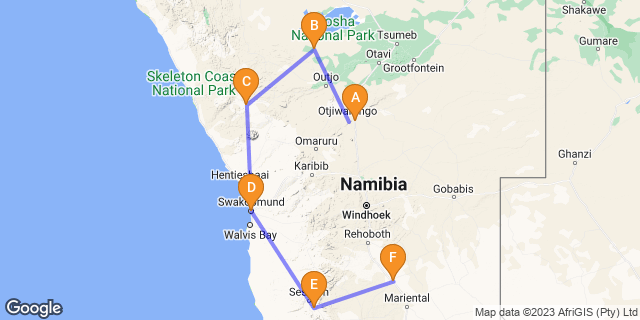 B
Etosha
National Park
Tsumeb
Shakawe
Otavi
Gumare
Grootfontein
Skeleton Coast
National Park
C
Outjo
A
Otjiwarongo
Omaruru
Ghanzi
Karibib
Henties Baai
D
Namibia
Gobabis
Swakopmund
Windhoek
Walvis Bay
Rehoboth
F
E
Sesriem
Mariental
Google
Map data ©2023 AfriGIS (Pty) Ltd